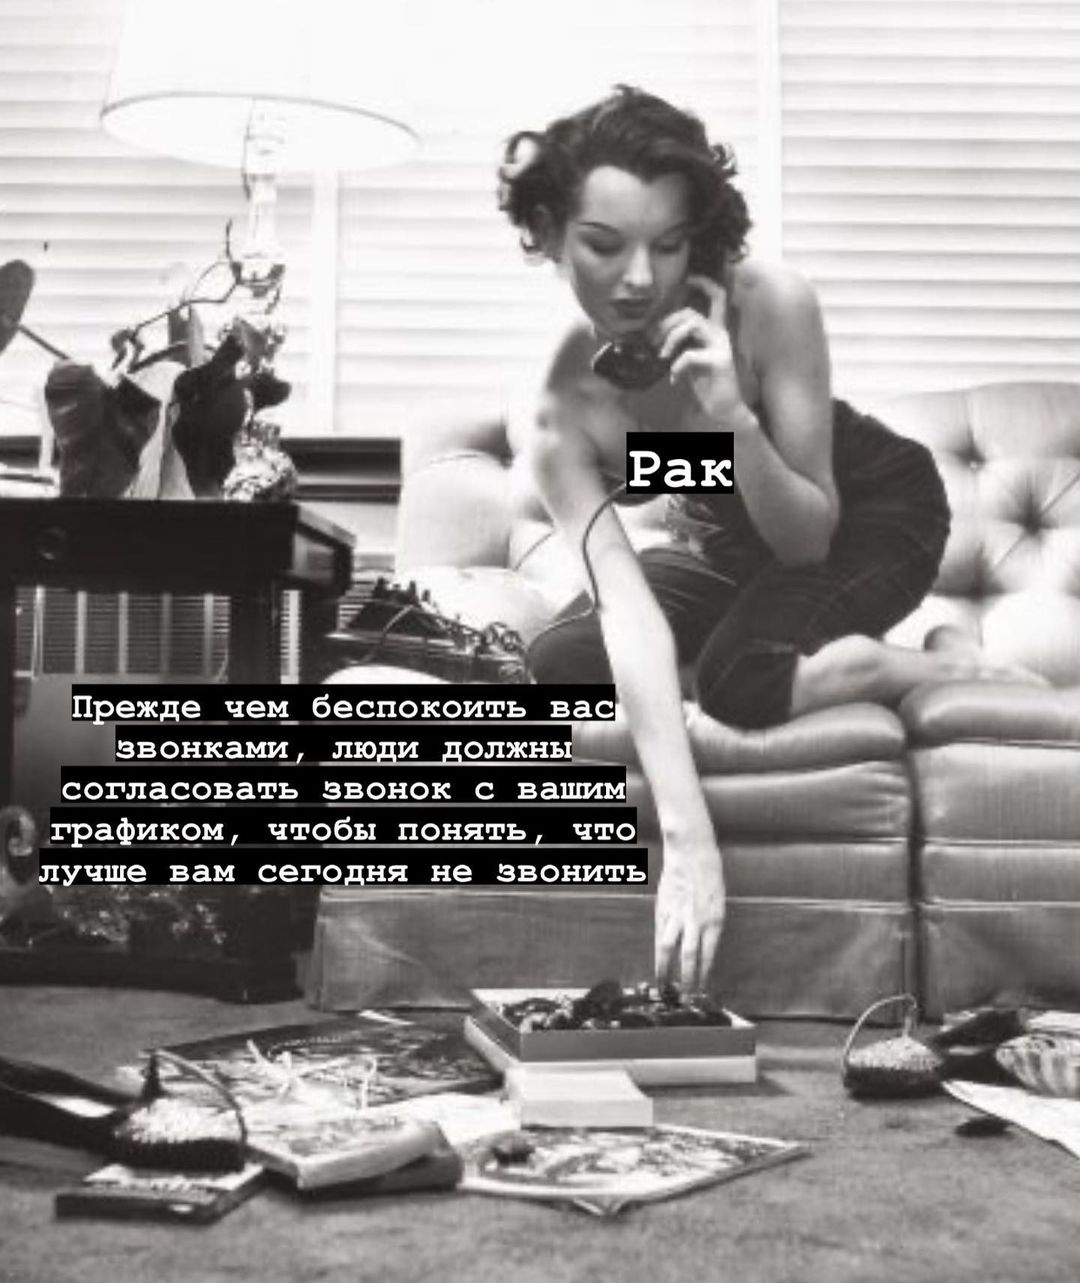 Рак
Прежде чем беспокоить вас
звонками, люди должны
согласовать звонок с вашим
графиком, чтобы понять, что
лучше вам сегодня не звонить